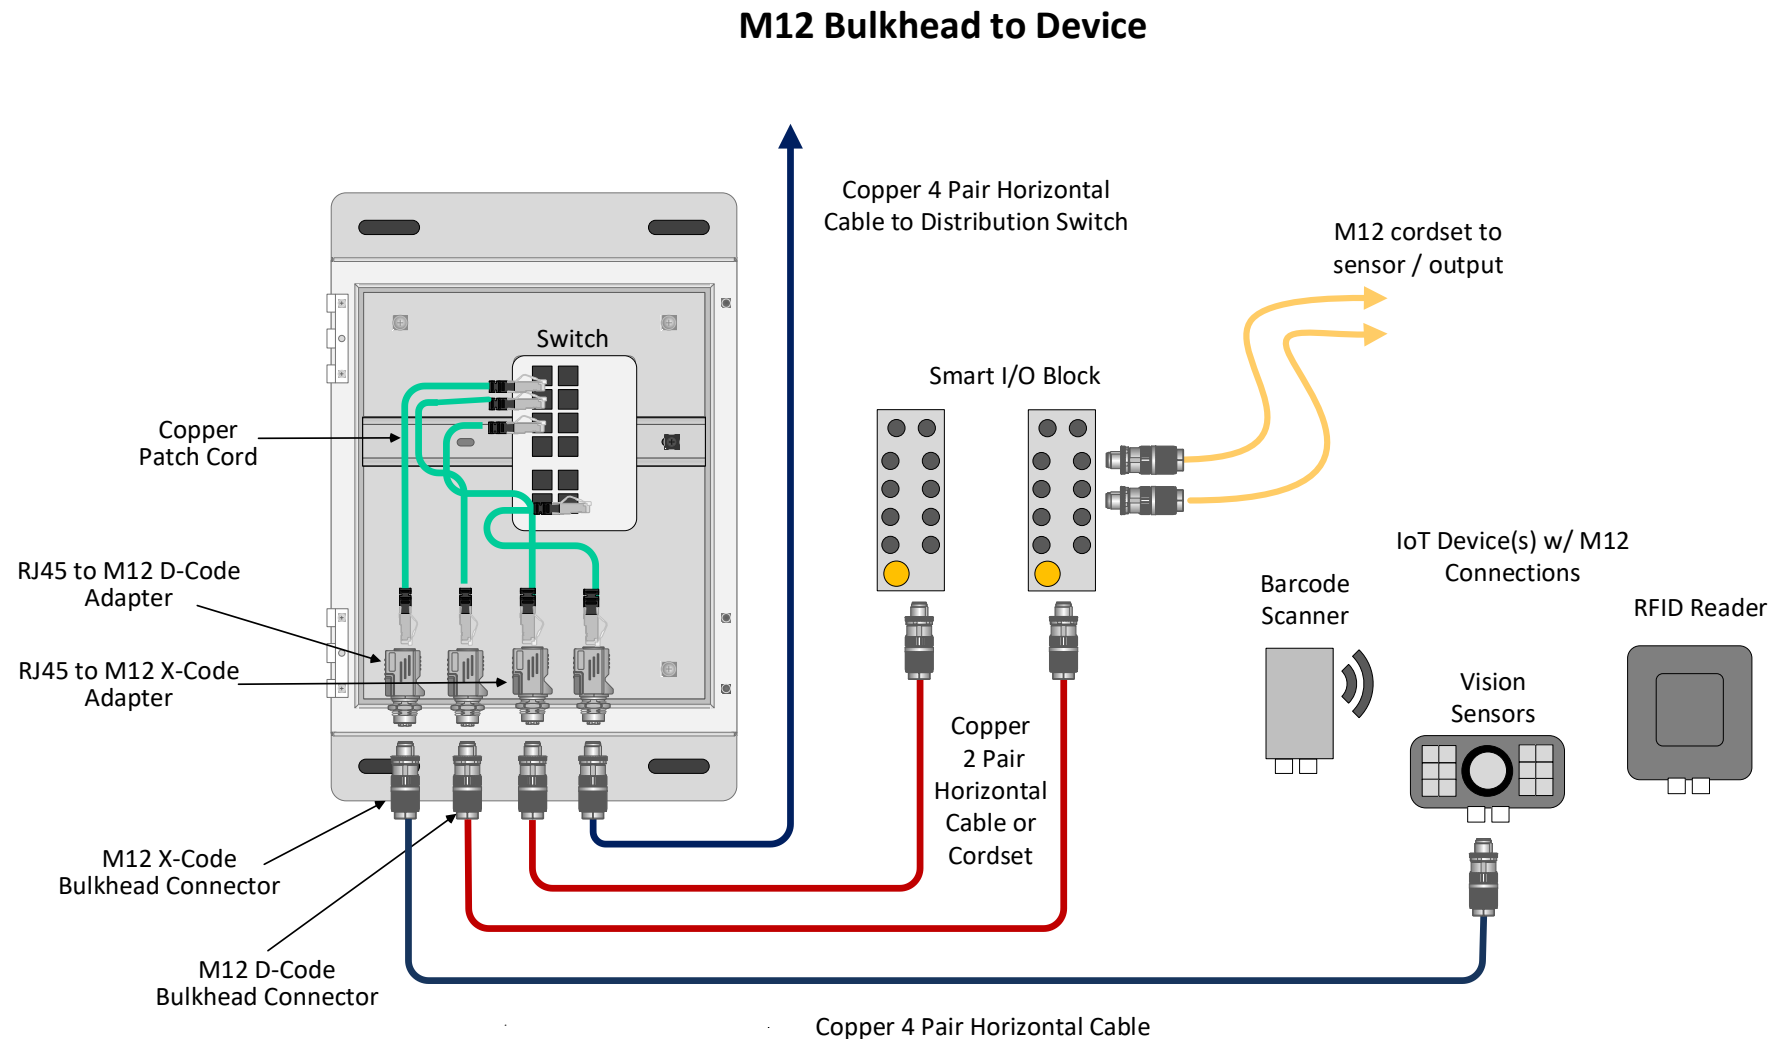 M12 Bulkhead to Device
Copper 4 Pair Horizontal
Cable to Distribution Switch
M12 cordset to
sensor / output
Switch
Smart I/O Block
Copper
Patch Cord
IoT Device(s) w/ M12
Connections
RJ45 to M12 D-Code
Adapter
Barcode
Scanner
RFID Reader
RJ45 to M12 X-Code
Adapter
Vision
Sensors
Copper
2 Pair
Horizontal
Cable or
Cordset
M12 X-Code
Bulkhead Connector
M12 D-Code
Bulkhead Connector
Copper 4 Pair Horizontal Cable